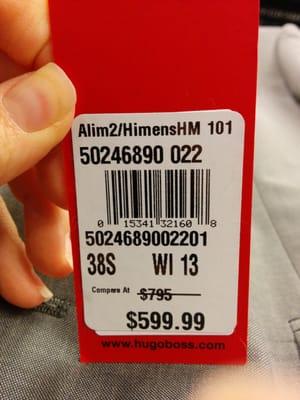 Alim2/HimensHM 101
50246890 022
0 15341 32160 8
5024689002201
38S WI 13
Compare At $795
$599.99
www.hugoboss.com